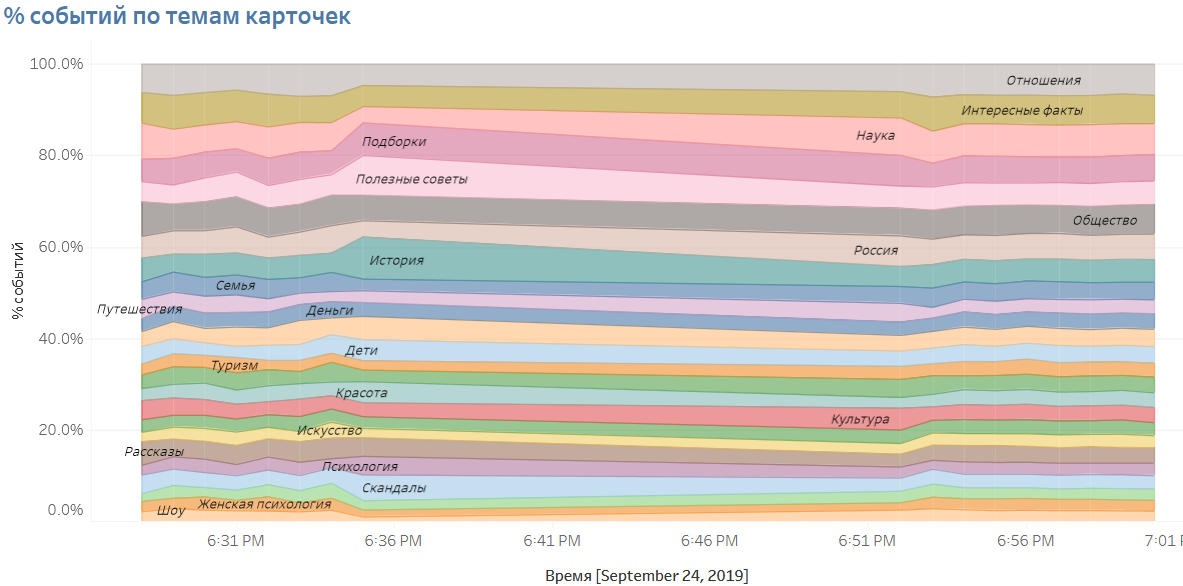 % событий по темам карточек
100.0%
Отношения
Интересные факты
Наука
80.0%
Подборки
Полезные советы
Общество
60.0%
Россия
История
% событий
Семья
Путешествия
Деньги
40.0%
Дети
Туризм
Красота
Культура
20.0%
Искусство
Рассказы
Психология
Скандалы
Женская психология
0.0%
Шоу
6:31 PM 6:36 PM 6:41 PM 6:46 PM 6:51 PM 6:56 PM 7:01 P
Время [September 24, 2019]